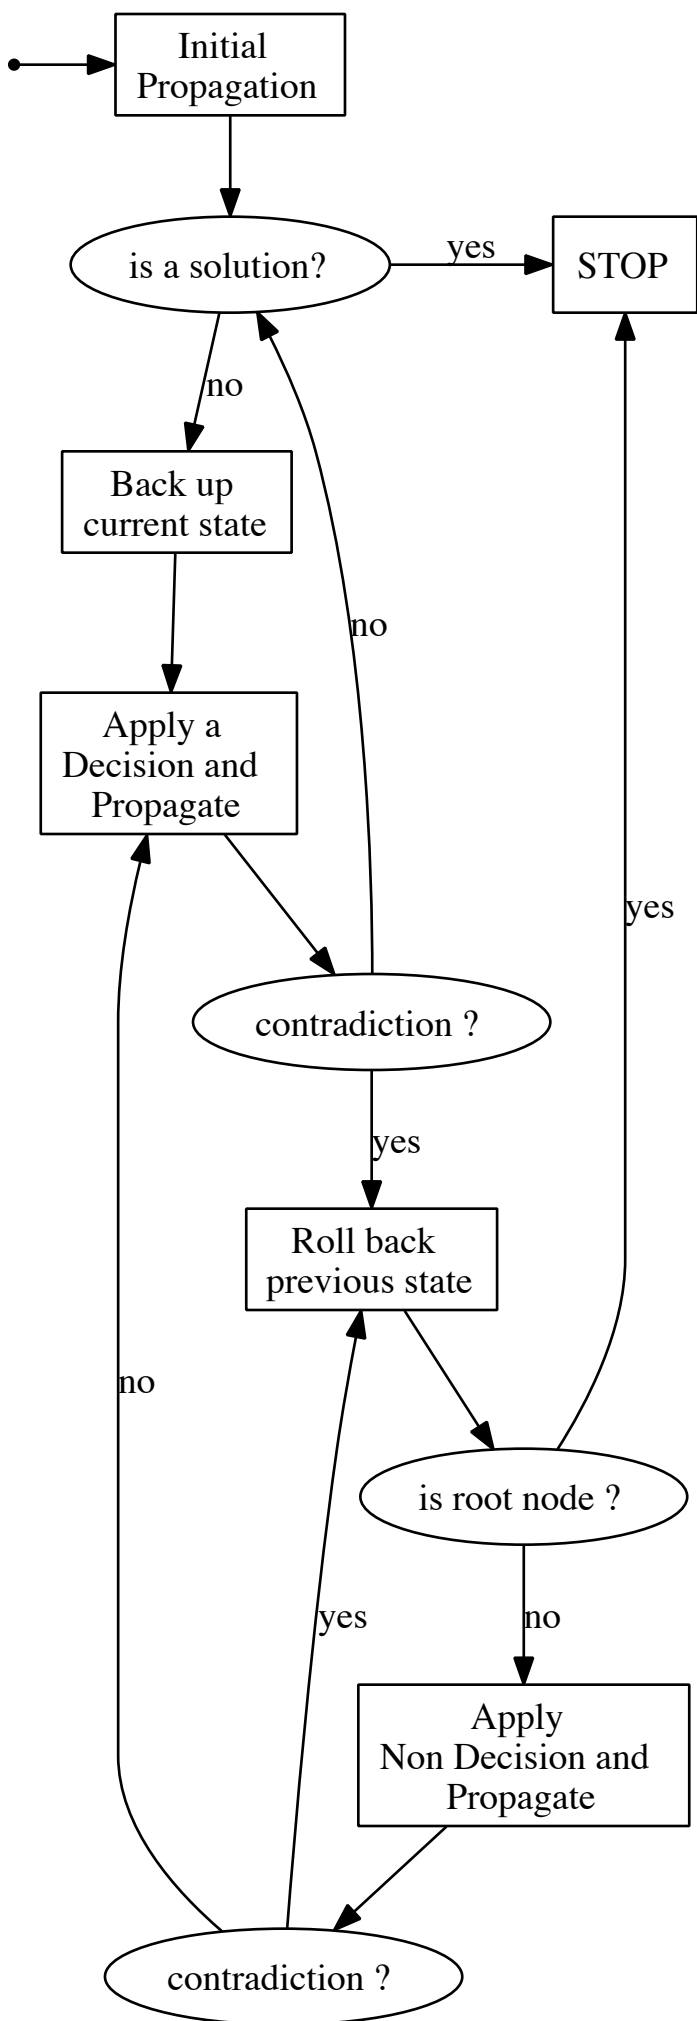 Initial
Propagation
is a solution?
yes
STOP
no
Back up
current state
no
Apply a
Decision and
Propagate
yes
contradiction ?
yes
Roll back
previous state
no
is root node ?
yes
no
Apply
Non Decision and
Propagate
contradiction ?